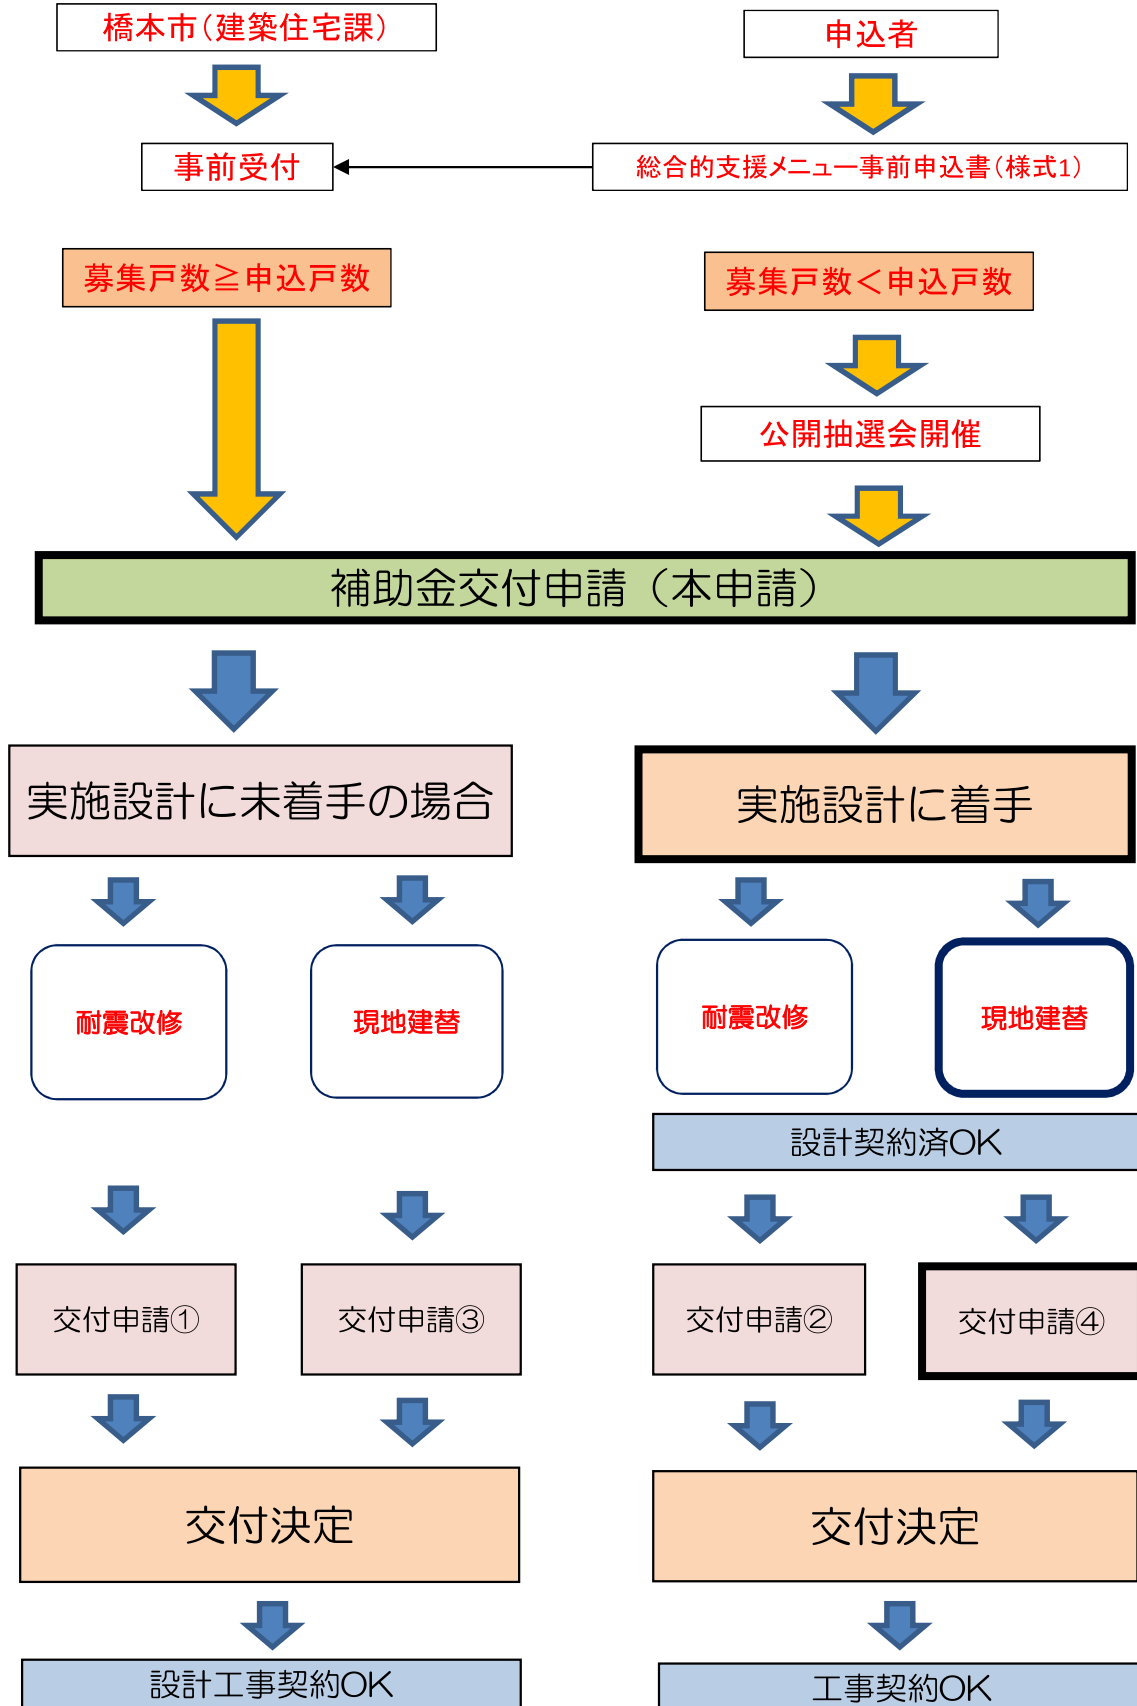 橋本市（建築住宅課）
申込者
事前受付
総合的支援メニュー事前申込書（様式1）
募集戸数≧申込戸数
募集戸数＜申込戸数
公開抽選会開催
補助金交付申請（本申請）
実施設計に未着手の場合
実施設計に着手
耐震改修
現地建替
耐震改修
現地建替
設計契約済OK
交付申請①
交付申請③
交付申請②
交付申請④
交付決定
交付決定
設計工事契約OK
工事契約OK